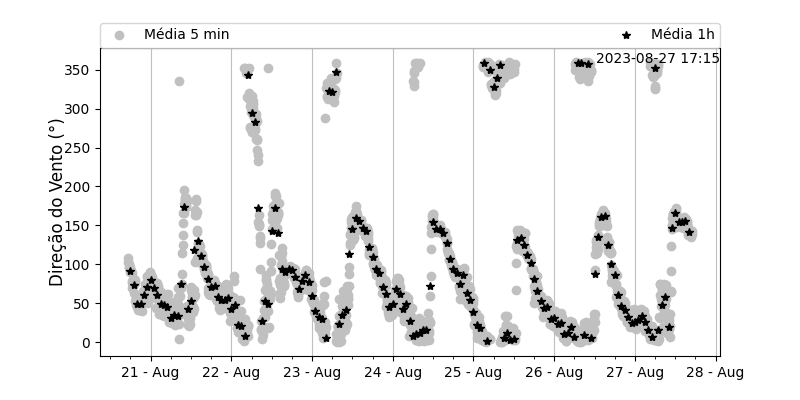 Média 5 min
Média 1h
2023-08-27 17:15
Direção do Vento (°)
350
300
250
200
150
100
50
0
21 - Aug
22 - Aug
23 - Aug
24 - Aug
25 - Aug
26 - Aug
27 - Aug
28 - Aug